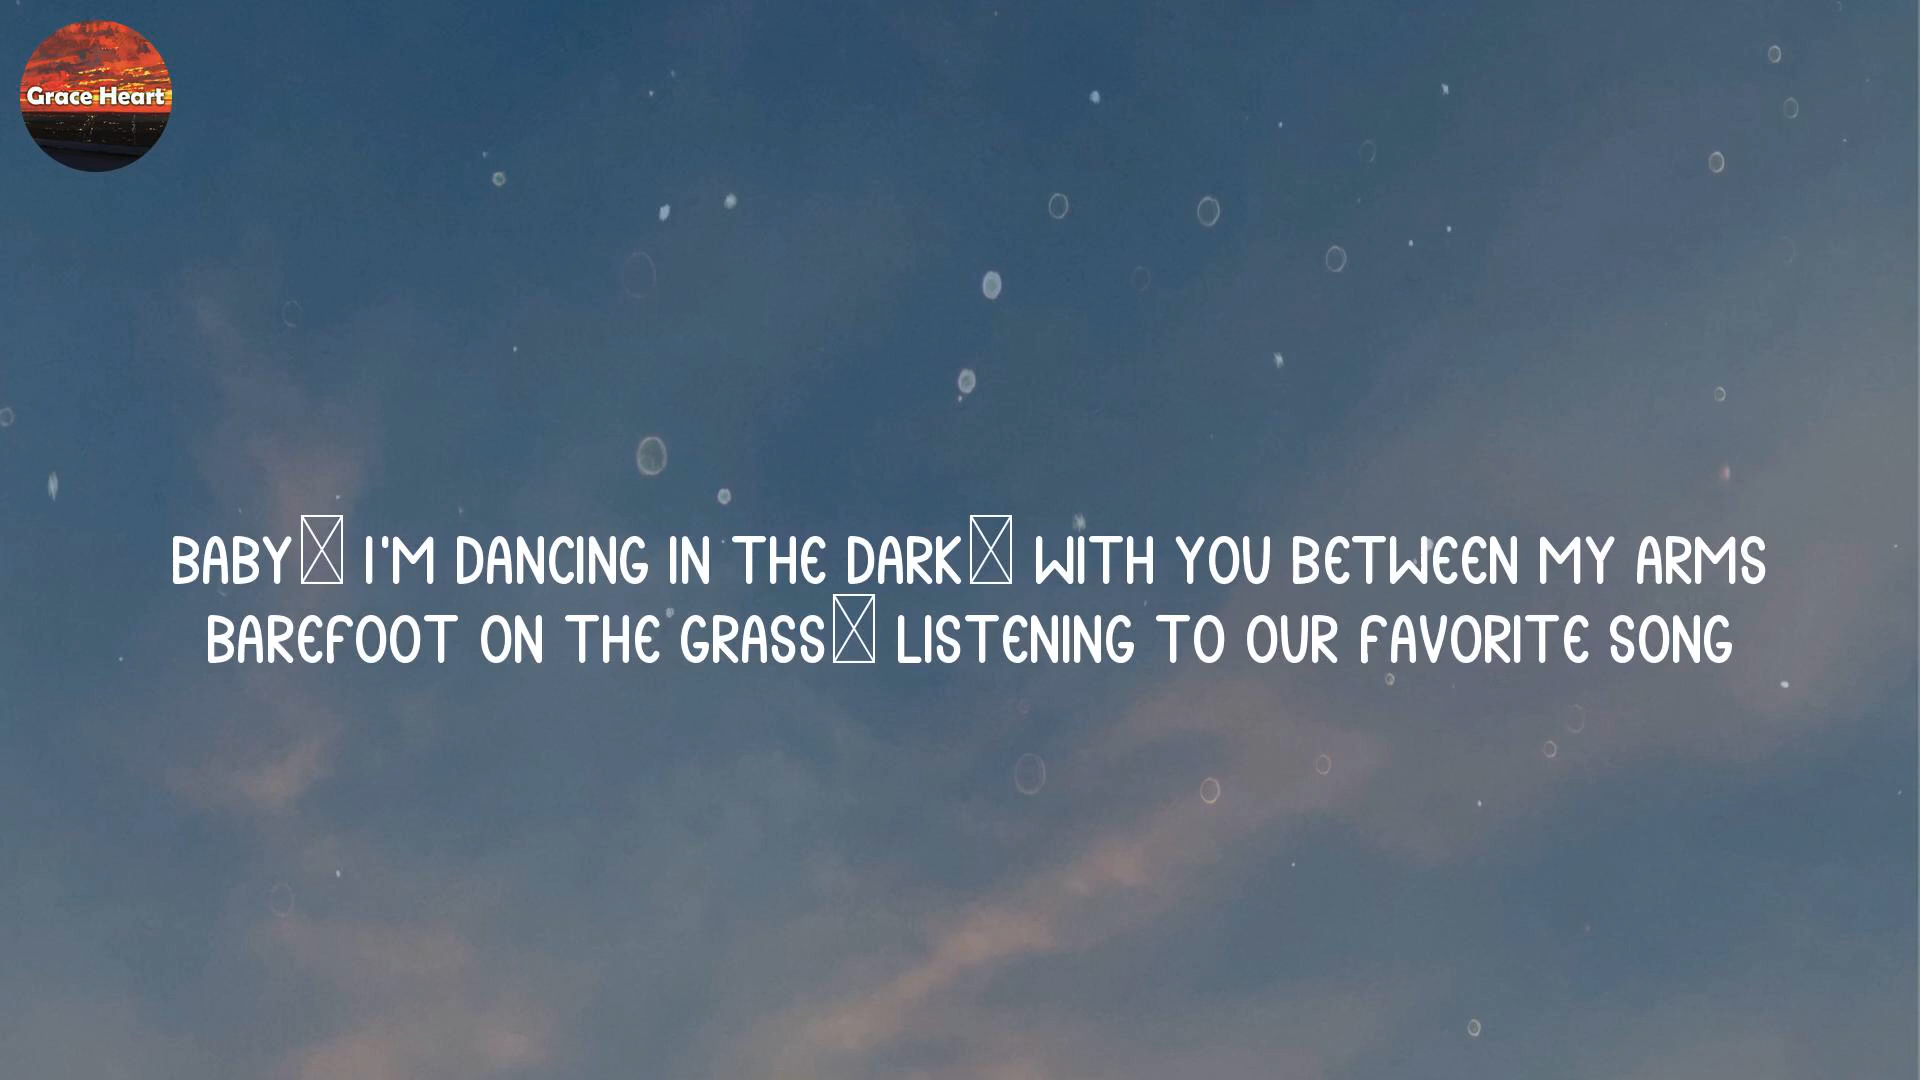 Grace Heart
BABY☒ I'M DANCING IN THE DARK☒ WITH YOU BETWEEN MY ARMS
BAREFOOT ON THE GRASS☒ LISTENING TO OUR FAVORITE SONG